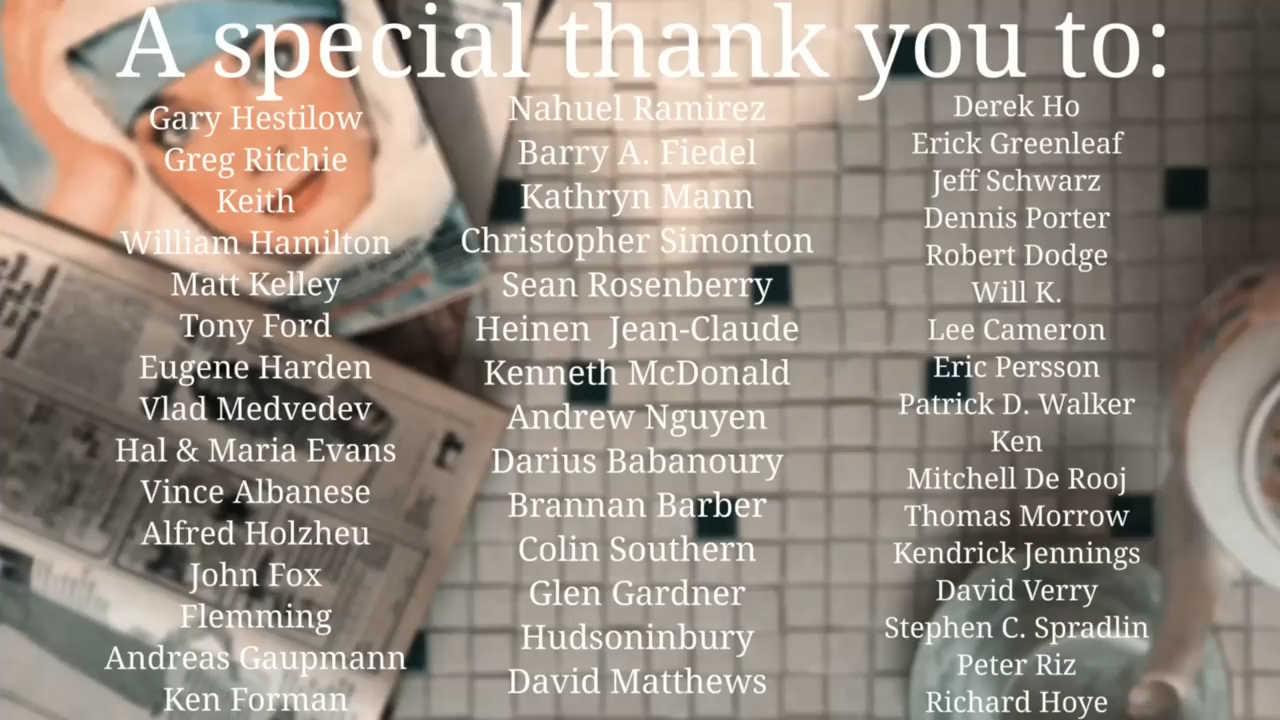 A special thank you to:
Gary Hestilow
Greg Ritchie
Keith
William Hamilton
Matt Kelley
Tony Ford
Eugene Harden
Vlad Medvedev
Hal & Maria Evans
Vince Albanese
Alfred Holzheu
John Fox
Flemming
Andreas Gaupmann
Ken Forman
Nahuel Ramirez
Barry A. Fiedel
Kathryn Mann
Christopher Simonton
Sean Rosenberry
Heinen  Jean-Claude
Kenneth McDonald
Andrew Nguyen
Darius Babanoury
Brannan Barber
Colin Southern
Glen Gardner
Hudsoninbury
David Matthews
Derek Ho
Erick Greenleaf
Jeff Schwarz
Dennis Porter
Robert Dodge
Will K.
Lee Cameron
Eric Persson
Patrick D. Walker
Ken
Mitchell De Rooj
Thomas Morrow
Kendrick Jennings
David Verry
Stephen C. Spradlin
Peter Riz
Richard Hoye